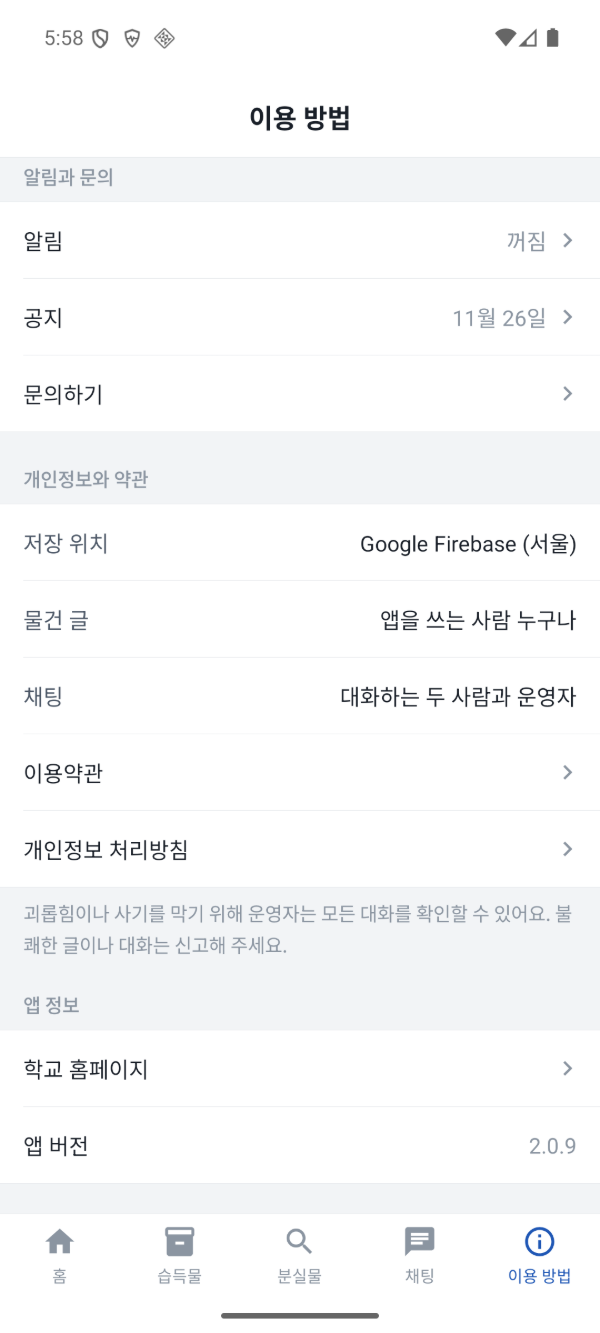 5:58
이용 방법
알림과 문의
알림 꺼짐
공지 11월 26일
문의하기
개인정보와 약관
저장 위치 Google Firebase (서울)
물건 글 앱을 쓰는 사람 누구나
채팅 대화하는 두 사람과 운영자
이용약관
개인정보 처리방침
괴롭힘이나 사기를 막기 위해 운영자는 모든 대화를 확인할 수 있어요. 불
쾌한 글이나 대화는 신고해 주세요.
앱 정보
학교 홈페이지
앱 버전 2.0.9
홈 습득물 분실물 채팅 이용 방법